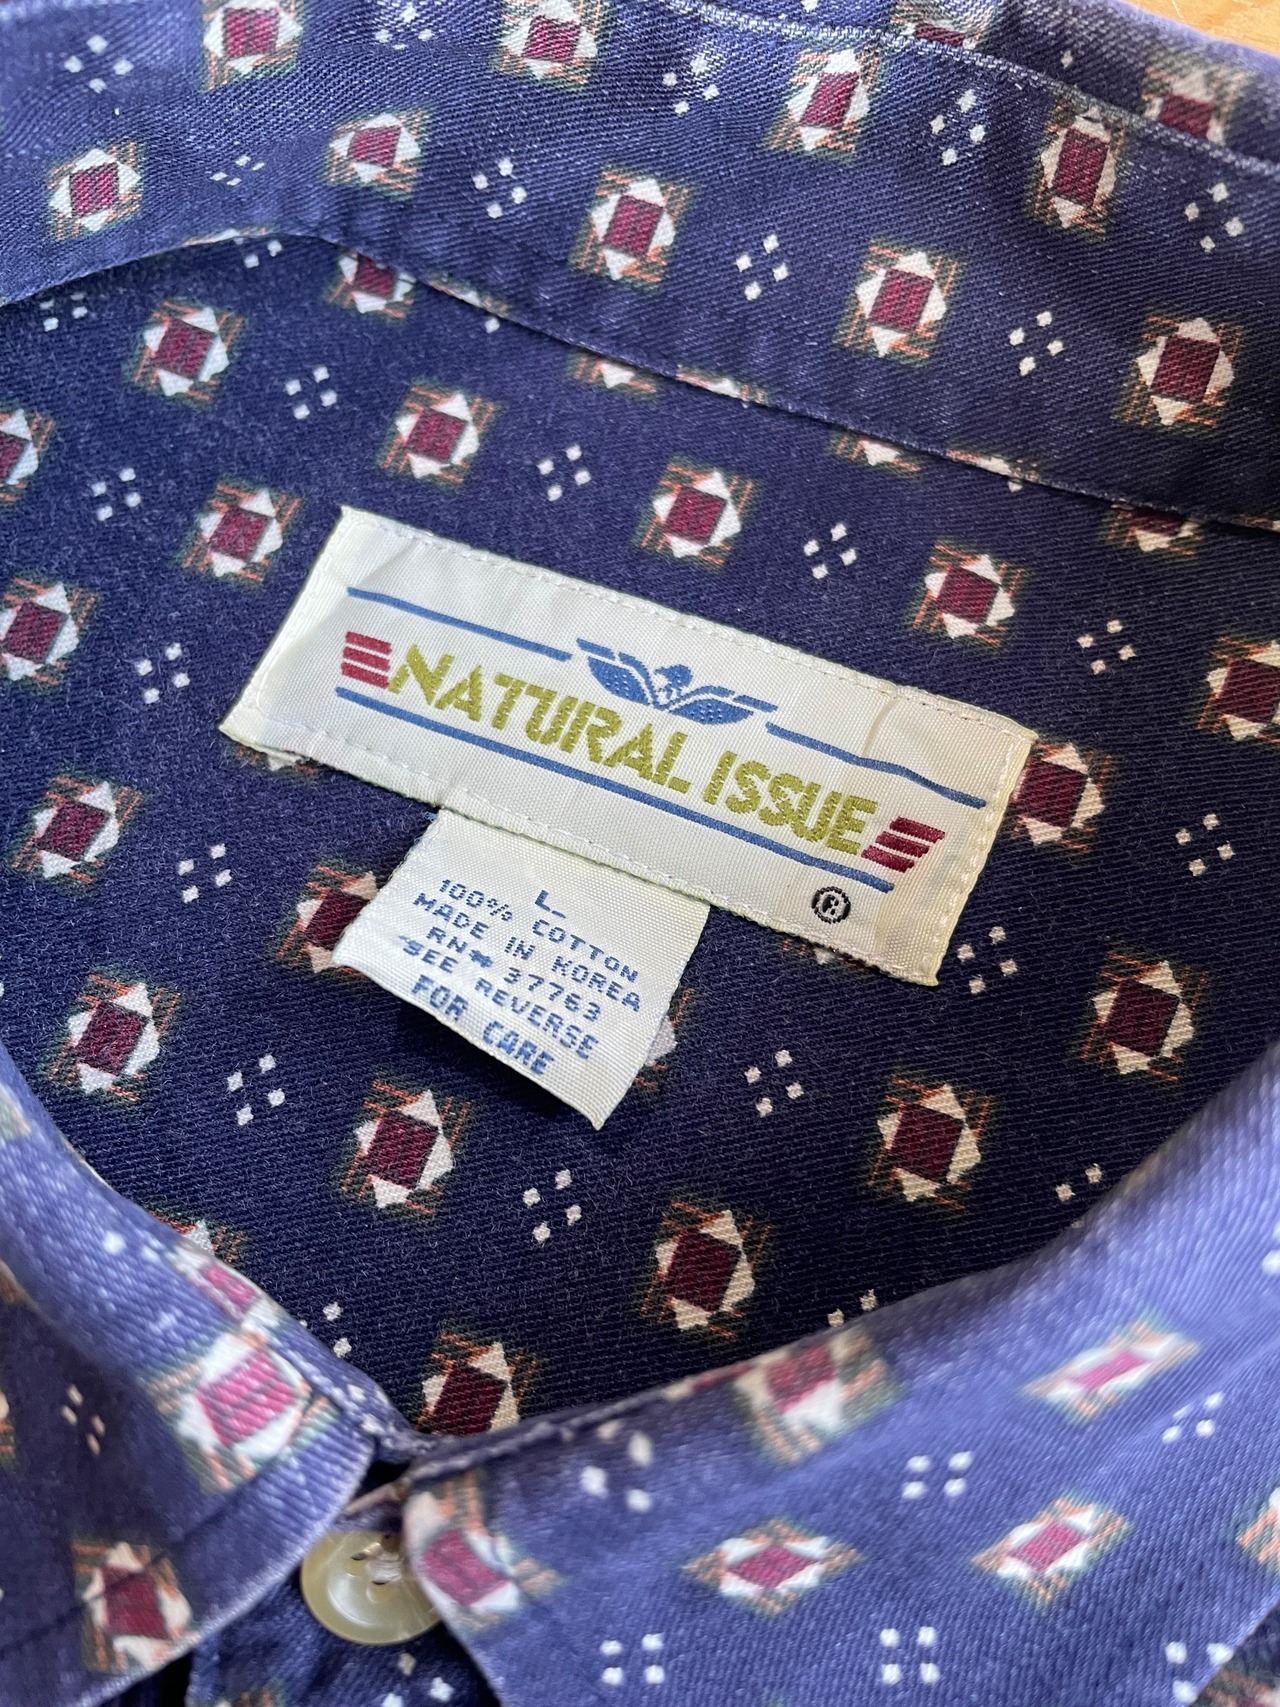 NATURAL ISSUE
®
L
100% COTTON
MADE IN KOREA
RN# 37763
SEE REVERSE
FOR CARE